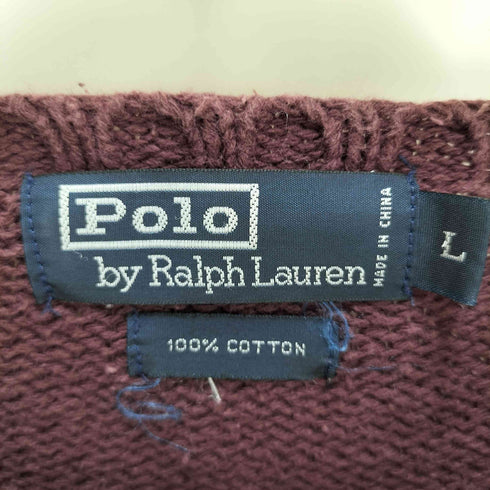 Polo
by Ralph Lauren
MADE IN CHINA
L
100% COTTON